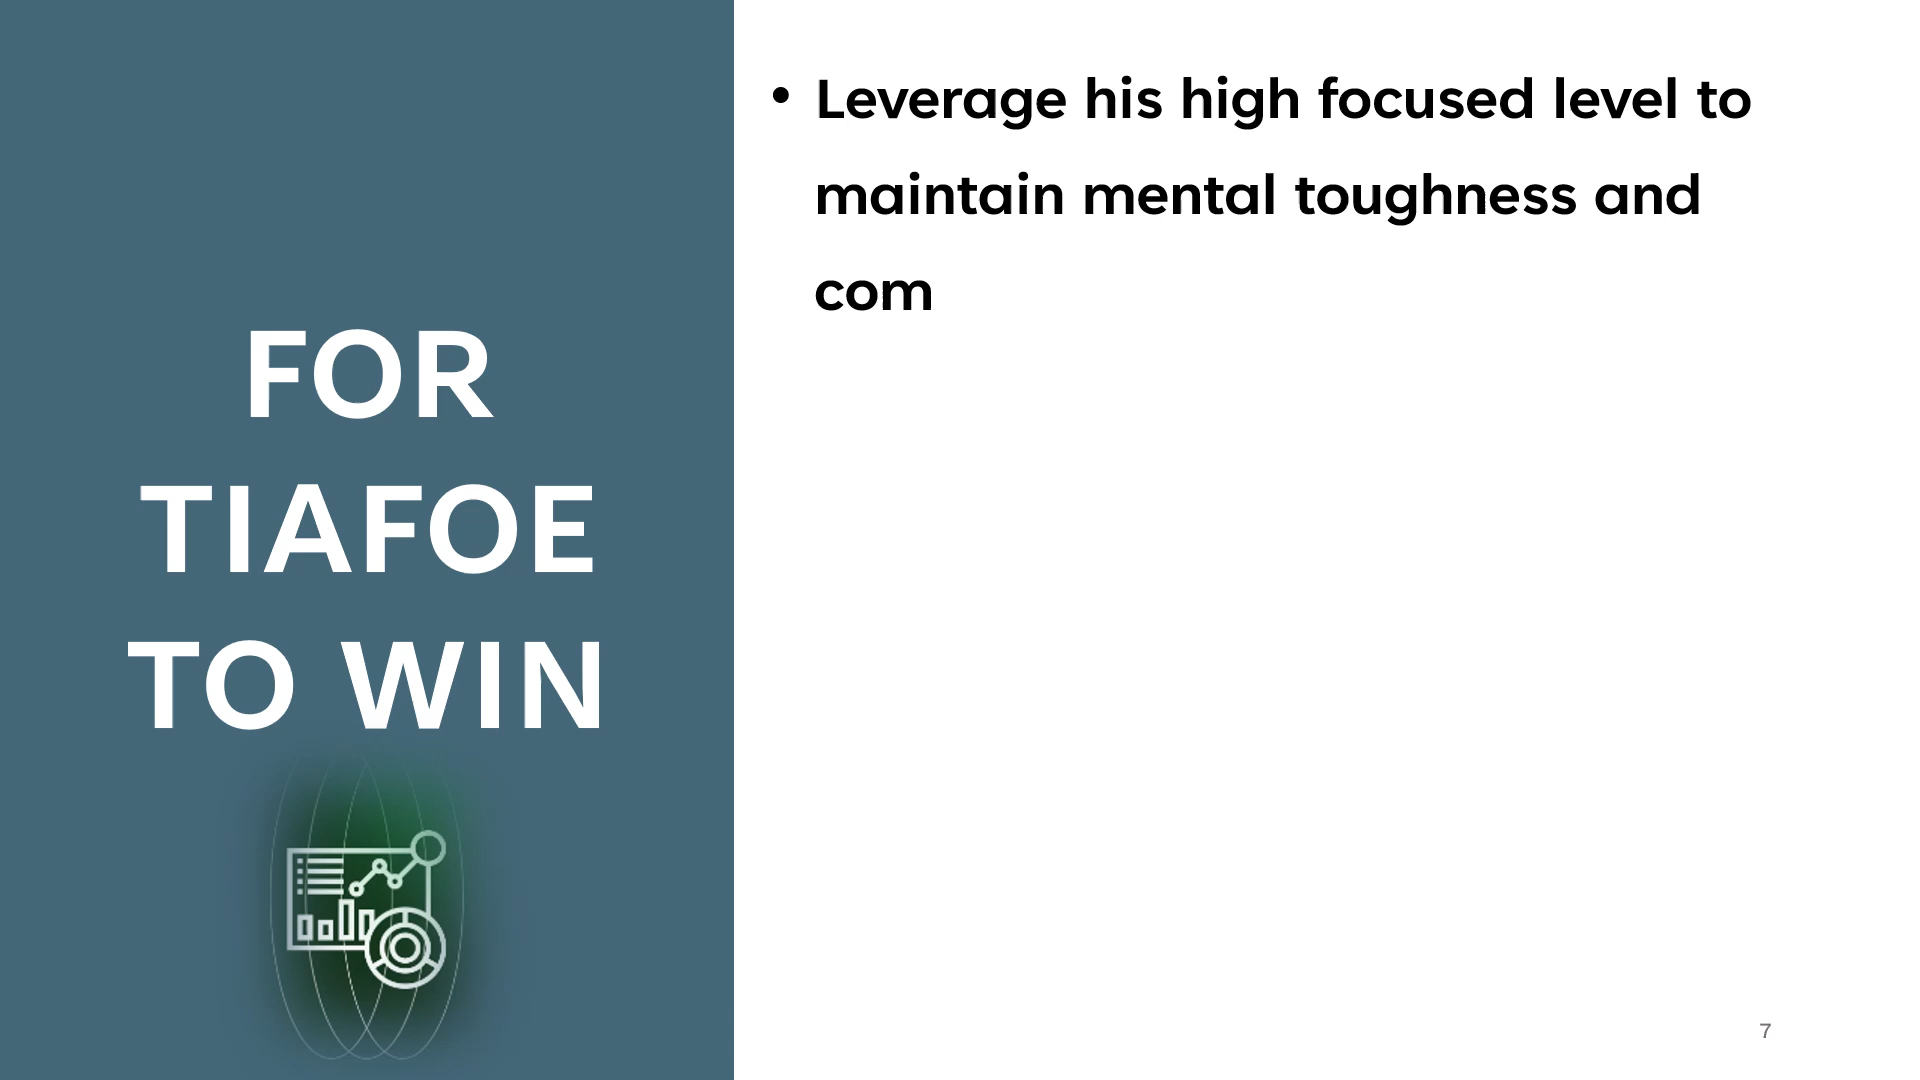 FOR
TIAFOE
TO WIN
• Leverage his high focused level to
maintain mental toughness and
com
7